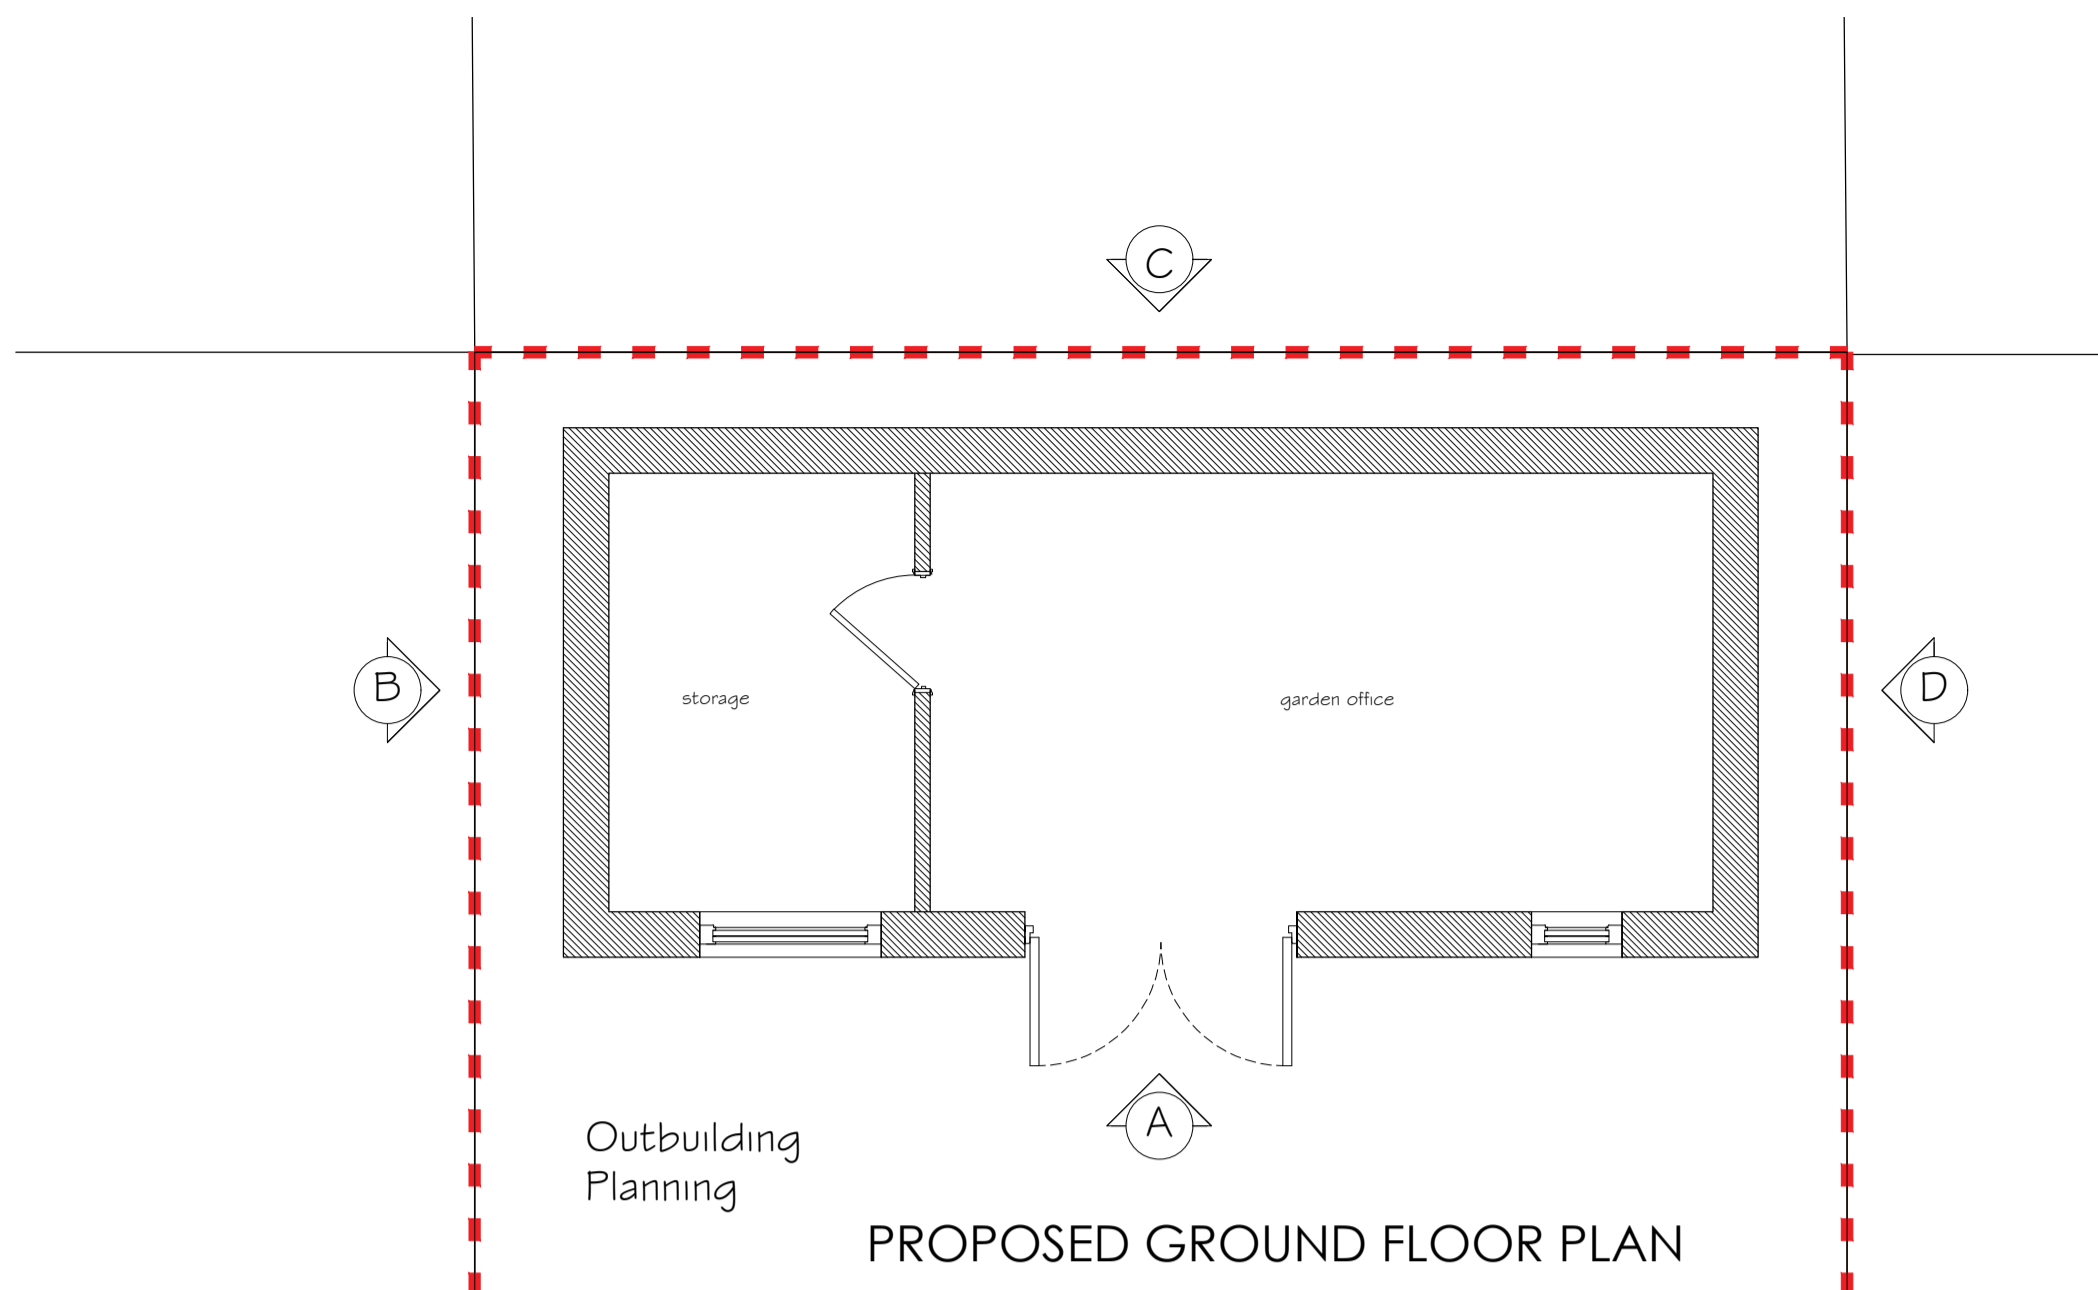 C
B
storage
garden office
D
A
Outbuilding
Planning
PROPOSED GROUND FLOOR PLAN